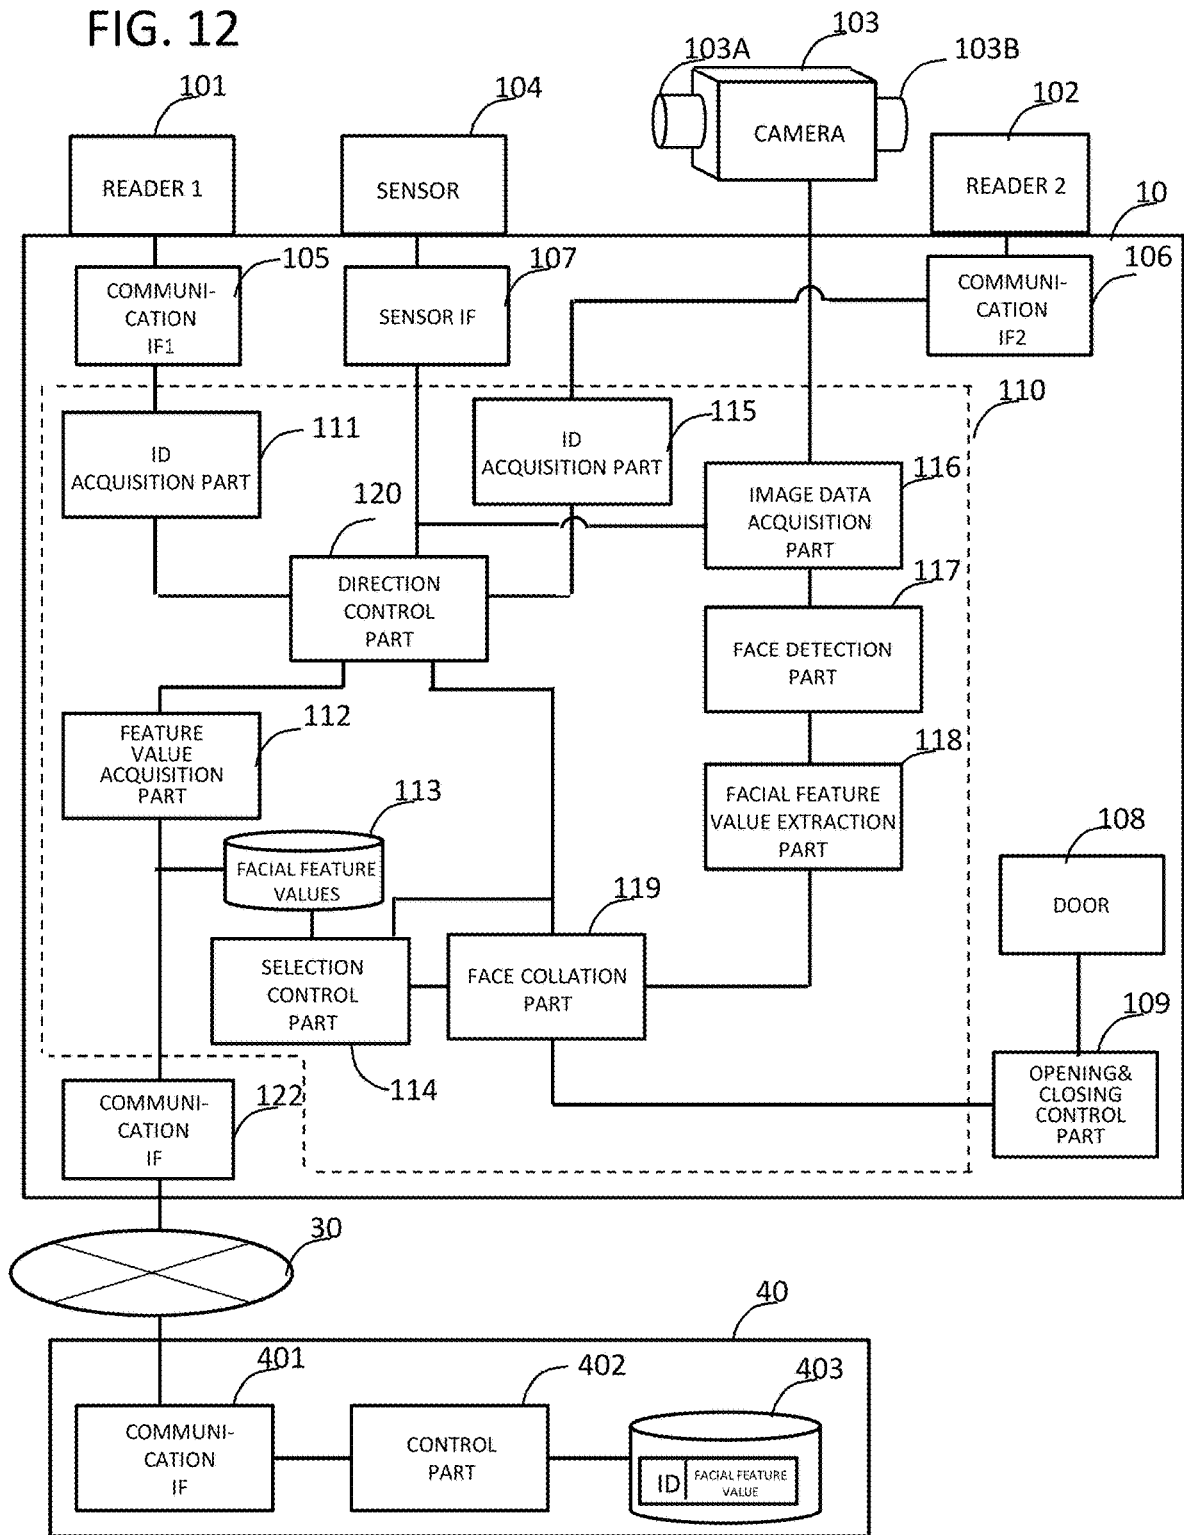 FIG. 12
103
103A
103B
101
104
102
CAMERA
READER 1
SENSOR
READER 2
10
105
107
106
COMMUNI-
CATION
IF1
SENSOR IF
COMMUNI-
CATION
IF2
110
111
115
ID
ACQUISITION PART
ID
ACQUISITION PART
116
120
IMAGE DATA
ACQUISITION
PART
DIRECTION
CONTROL
PART
117
FACE DETECTION
PART
112
FEATURE
VALUE
ACQUISITION
PART
118
FACIAL FEATURE
VALUE EXTRACTION
PART
113
108
FACIAL FEATURE
VALUES
119
DOOR
SELECTION
CONTROL
PART
FACE COLLATION
PART
109
114
122
COMMUNI-
CATION
IF
OPENING&
CLOSING
CONTROL
PART
30
40
401
402
403
COMMUNI-
CATION
IF
CONTROL
PART
ID
FACIAL FEATURE
VALUE